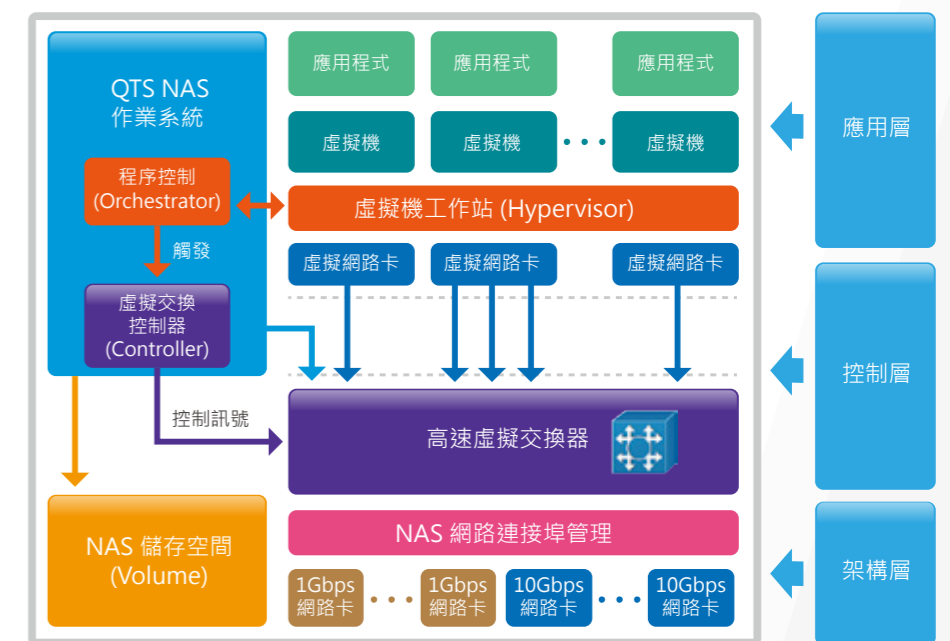 QTS NAS
作業系統
程序控制
(Orchestrator)
觸發
虛擬交換
控制器
(Controller)
控制訊號
NAS 儲存空間
(Volume)
應用程式
應用程式
應用程式
虛擬機
虛擬機
虛擬機
虛擬機工作站 (Hypervisor)
虛擬網路卡
虛擬網路卡
虛擬網路卡
高速虛擬交換器
NAS 網路連接埠管理
1Gbps
網路卡
1Gbps
網路卡
10Gbps
網路卡
10Gbps
網路卡
應用層
控制層
架構層